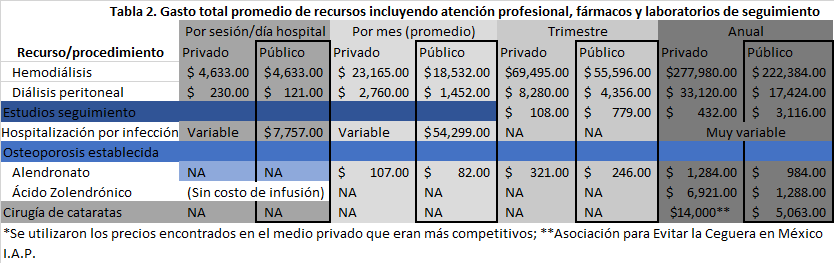 Tabla 2. Gasto total promedio de recursos incluyendo atención profesional, fármacos y laboratorios de seguimiento
Por sesión/día hospital Por mes (promedio) Trimestre Anual
Recurso/procedimiento Privado Público Privado Público Privado Público Privado Público
Hemodiálisis $ 4,633.00 $4,633.00 $ 23,165.00 $18,532.00 $69,495.00 $ 55,596.00 $277,980.00 $ 222,384.00
Diálisis peritoneal $ 230.00 $ 121.00 $ 2,760.00 $ 1,452.00 $ 8,280.00 $ 4,356.00 $ 33,120.00 $ 17,424.00
Estudios seguimiento $ 108.00 $ 779.00 $ 432.00 $ 3,116.00
Hospitalización por infección Variable $7,757.00 Variable $54,299.00 NA NA Muy variable
Osteoporosis establecida
Alendronato NA NA $ 107.00 $ 82.00 $ 321.00 $ 246.00 $ 1,284.00 $ 984.00
Ácido Zolendrónico (Sin costo de infusión) NA NA NA NA $ 6,921.00 $ 1,288.00
Cirugía de cataratas NA NA NA NA NA NA $14,000** $ 5,063.00
*Se utilizaron los precios encontrados en el medio privado que eran más competitivos; **Asociación para Evitar la Ceguera en México
I.A.P.